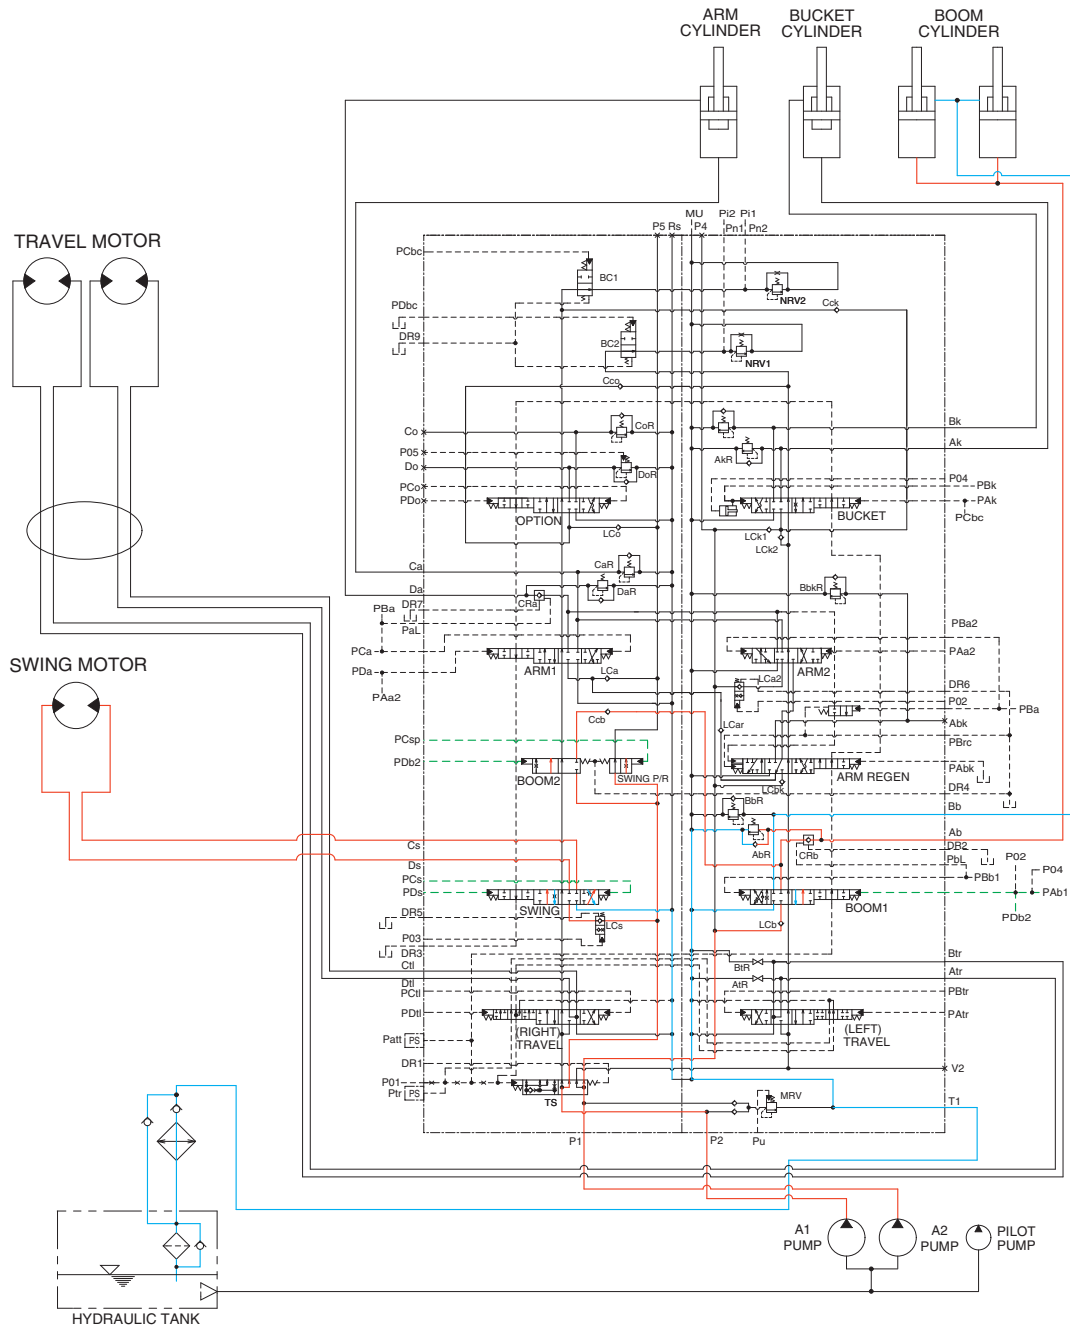 ARM
CYLINDER
BUCKET
CYLINDER
BOOM
CYLINDER
TRAVEL MOTOR
SWING MOTOR
P5 Rs
MU
P4
Pi2 Pi1
Pn1 Pn2
PCbc
BC1
NRV2
Cck
PDbc
DR9
BC2
NRV1
Cco
Co
CoR
Bk
Ak
P05
Do
DoR
AkR
PCo
PDo
OPTION
P04
PBk
PAk
PCbc
BUCKET
LCo
LCk1
LCk2
Ca
CaR
Da
DaR
CRa
BbkR
DR7
PBa
PaL
PCa
PDa
PAa2
ARM1
LCa
PBa2
PAa2
ARM2
LCa2
DR6
P02
PBa
Ccb
LCar
Abk
PCsp
PDb2
BOOM2
SWING P/R
PBrc
PAbk
ARM REGEN
LCbk
DR4
BbR
Bb
AbR
CRb
Ab
DR2
PbL
P02
P04
PBb1
PAb1
PDb2
Cs
Ds
PCs
PDs
SWING
BOOM1
DR5
LCs
LCb
P03
DR3
Ctl
Dtl
PCtl
PDtl
BtR
AtR
Btr
Atr
PBtr
PAtr
(RIGHT)
TRAVEL
(LEFT)
TRAVEL
Patt
PS
DR1
P01
Ptr
PS
TS
V2
MRV
T1
P1
P2
Pu
A1
PUMP
A2
PUMP
PILOT
PUMP
HYDRAULIC TANK